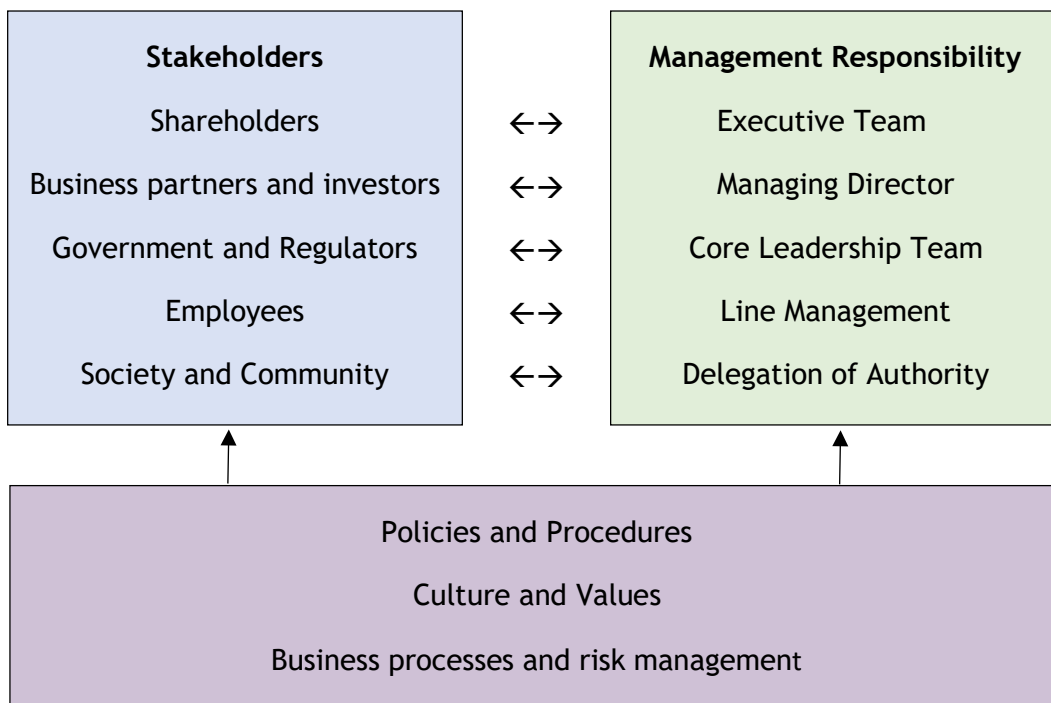 Stakeholders
Management Responsibility
Shareholders ←→ Executive Team
Business partners and investors ←→ Managing Director
Government and Regulators ←→ Core Leadership Team
Employees ←→ Line Management
Society and Community ←→ Delegation of Authority
Policies and Procedures
Culture and Values
Business processes and risk management